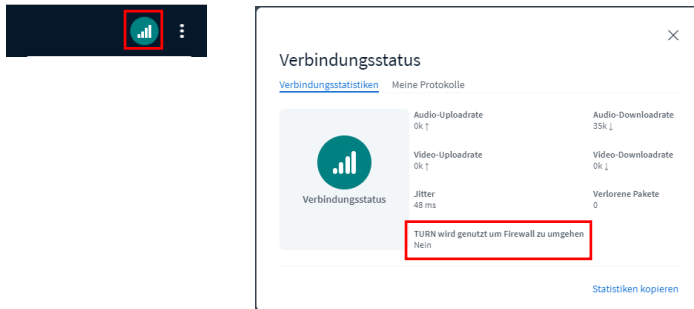 Verbindungsstatus
Verbindungsstatistiken Meine Protokolle
Audio-Uploadrate
0k ↑
Audio-Downloadrate
35k ↓
Video-Uploadrate
0k ↑
Video-Downloadrate
0k ↓
Verbindungsstatus
Jitter
48 ms
Verlorene Pakete
0
TURN wird genutzt um Firewall zu umgehen
Nein
Statistiken kopieren